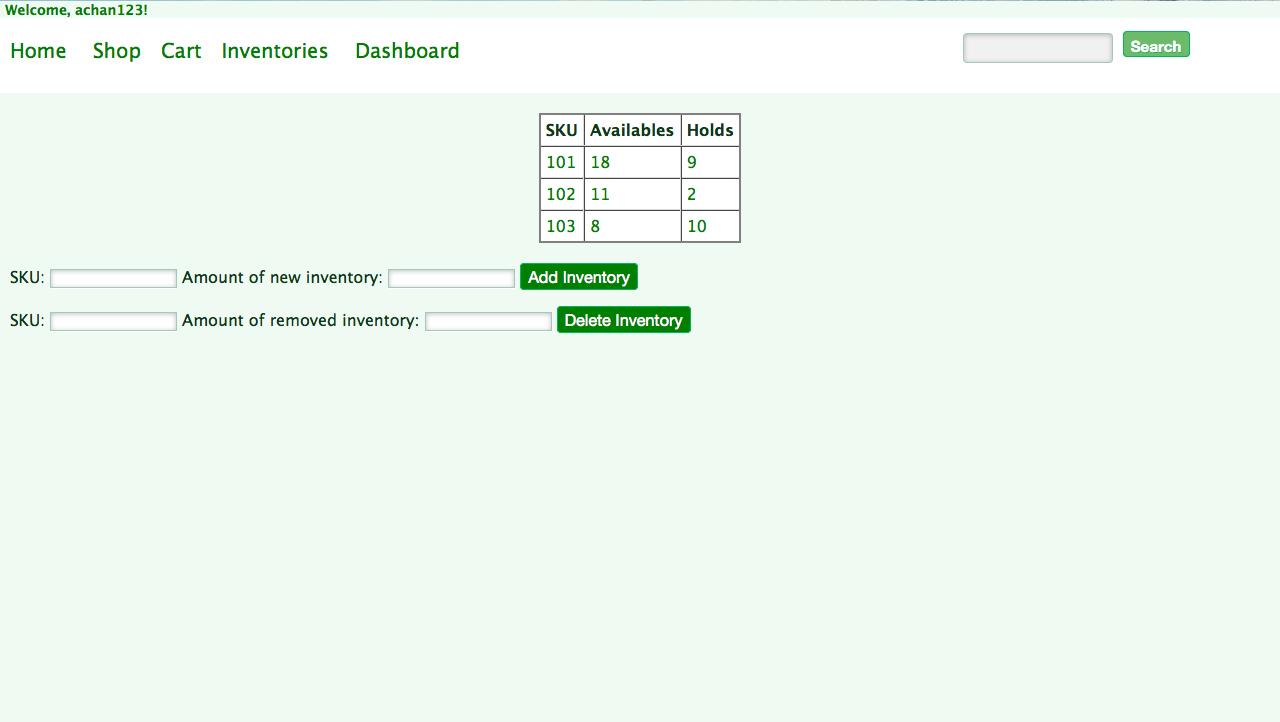 Welcome, achan123!
Home Shop Cart Inventories Dashboard Search
SKU Availables Holds
101 18 9
102 11 2
103 8 10
SKU: Amount of new inventory: Add Inventory
SKU: Amount of removed inventory: Delete Inventory